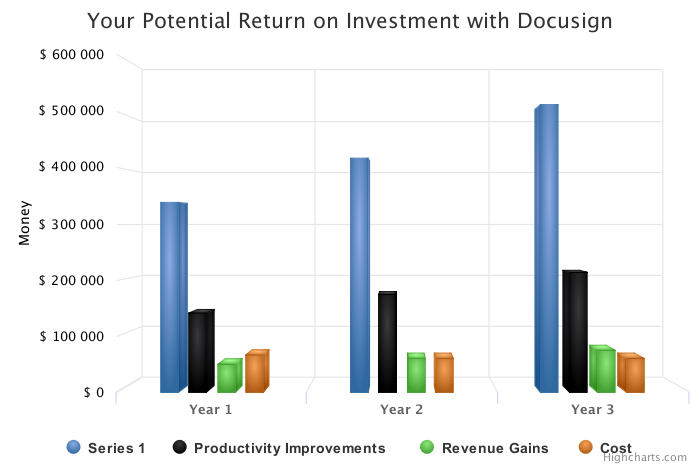 Your Potential Return on Investment with Docusign
$ 600 000
$ 500 000
$ 400 000
$ 300 000
$ 200 000
$ 100 000
$ 0
Money
Year 1 Year 2 Year 3
Series 1 Productivity Improvements Revenue Gains Cost
Highcharts.com